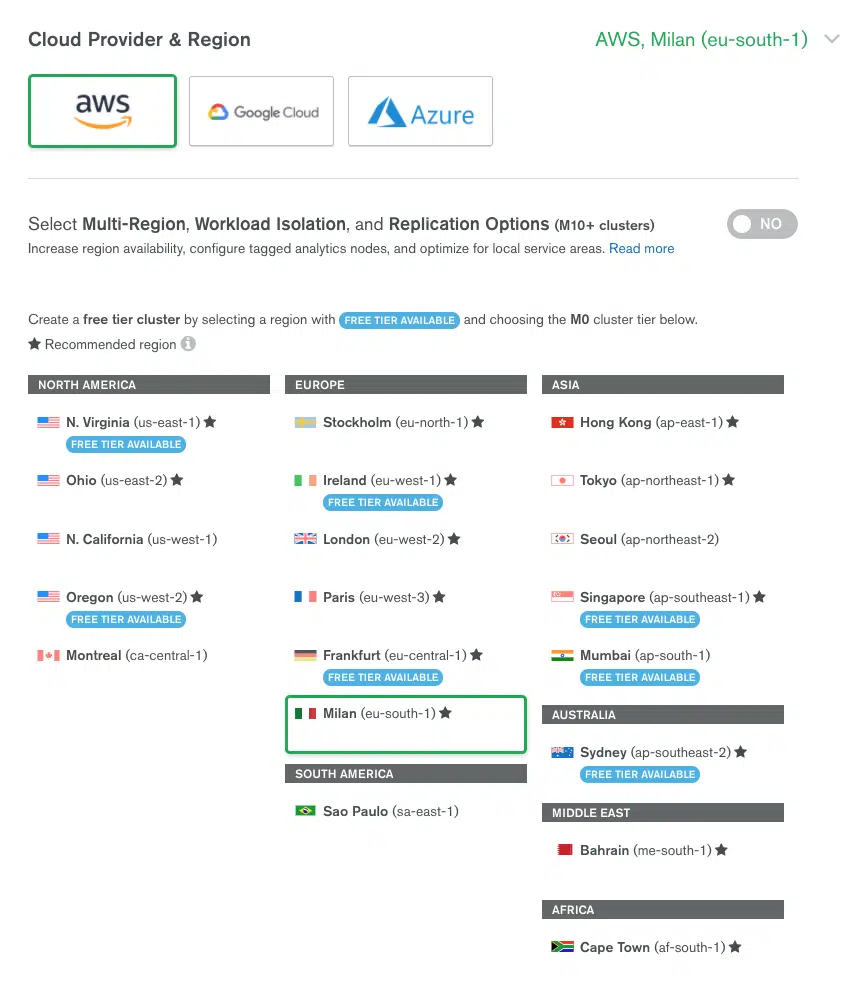 Cloud Provider & Region
AWS, Milan (eu-south-1)
aws
Google Cloud
Azure
Select Multi-Region, Workload Isolation, and Replication Options (M10+ clusters)
NO
Increase region availability, configure tagged analytics nodes, and optimize for local service areas. Read more
Create a free tier cluster by selecting a region with FREE TIER AVAILABLE and choosing the M0 cluster tier below.
★ Recommended region i
NORTH AMERICA
N. Virginia (us-east-1) ★
FREE TIER AVAILABLE
Ohio (us-east-2) ★
N. California (us-west-1)
Oregon (us-west-2) ★
FREE TIER AVAILABLE
Montreal (ca-central-1)
EUROPE
Stockholm (eu-north-1) ★
Ireland (eu-west-1) ★
FREE TIER AVAILABLE
London (eu-west-2) ★
Paris (eu-west-3) ★
Frankfurt (eu-central-1) ★
FREE TIER AVAILABLE
Milan (eu-south-1) ★
SOUTH AMERICA
Sao Paulo (sa-east-1)
ASIA
Hong Kong (ap-east-1) ★
Tokyo (ap-northeast-1) ★
Seoul (ap-northeast-2)
Singapore (ap-southeast-1) ★
FREE TIER AVAILABLE
Mumbai (ap-south-1)
FREE TIER AVAILABLE
AUSTRALIA
Sydney (ap-southeast-2) ★
FREE TIER AVAILABLE
MIDDLE EAST
Bahrain (me-south-1) ★
AFRICA
Cape Town (af-south-1) ★